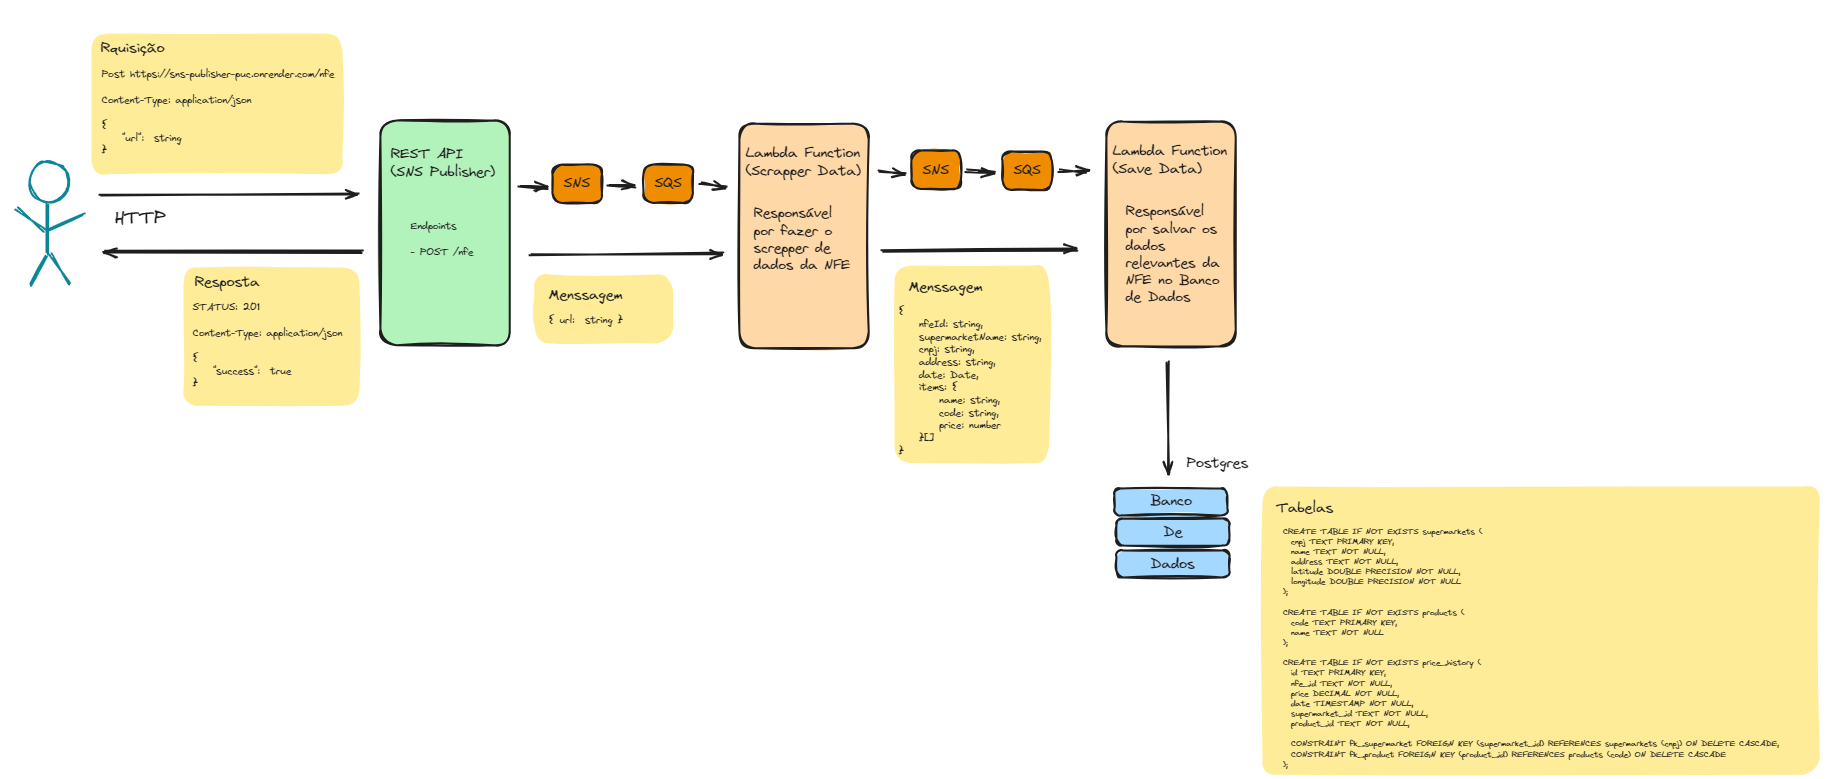 Rquisição
Post https://sns-publisher-puc.onrender.com/nfe
Content-Type: application/json
{
"url": string
}
HTTP
Resposta
STATUS: 201
Content-Type: application/json
{
"success": true
}
REST API
(SNS Publisher)
Endpoints
- POST /nfe
SNS
SQS
Menssagem
{ url: string }
Lambda Function
(Scrapper Data)
Responsável
por fazer o
screpper de
dados da NFE
SNS
SQS
Menssagem
{
nfeId: string,
supermarketName: string,
cnpj: string,
address: string,
date: Date,
items: {
name: string,
code: string,
price: number
}[]
}
Lambda Function
(Save Data)
Responsável
por salvar os
dados
relevantes da
NFE no Banco
de Dados
Postgres
Banco
De
Dados
Tabelas
CREATE TABLE IF NOT EXISTS supermarkets (
cnpj TEXT PRIMARY KEY,
name TEXT NOT NULL,
address TEXT NOT NULL,
latitude DOUBLE PRECISION NOT NULL,
longitude DOUBLE PRECISION NOT NULL
);
CREATE TABLE IF NOT EXISTS products (
code TEXT PRIMARY KEY,
name TEXT NOT NULL
);
CREATE TABLE IF NOT EXISTS price_history (
id TEXT PRIMARY KEY,
nfe_id TEXT NOT NULL,
price DECIMAL NOT NULL,
date TIMESTAMP NOT NULL,
supermarket_id TEXT NOT NULL,
product_id TEXT NOT NULL,
CONSTRAINT fk_supermarket FOREIGN KEY (supermarket_id) REFERENCES supermarkets (cnpj) ON DELETE CASCADE,
CONSTRAINT fk_product FOREIGN KEY (product_id) REFERENCES products (code) ON DELETE CASCADE
);